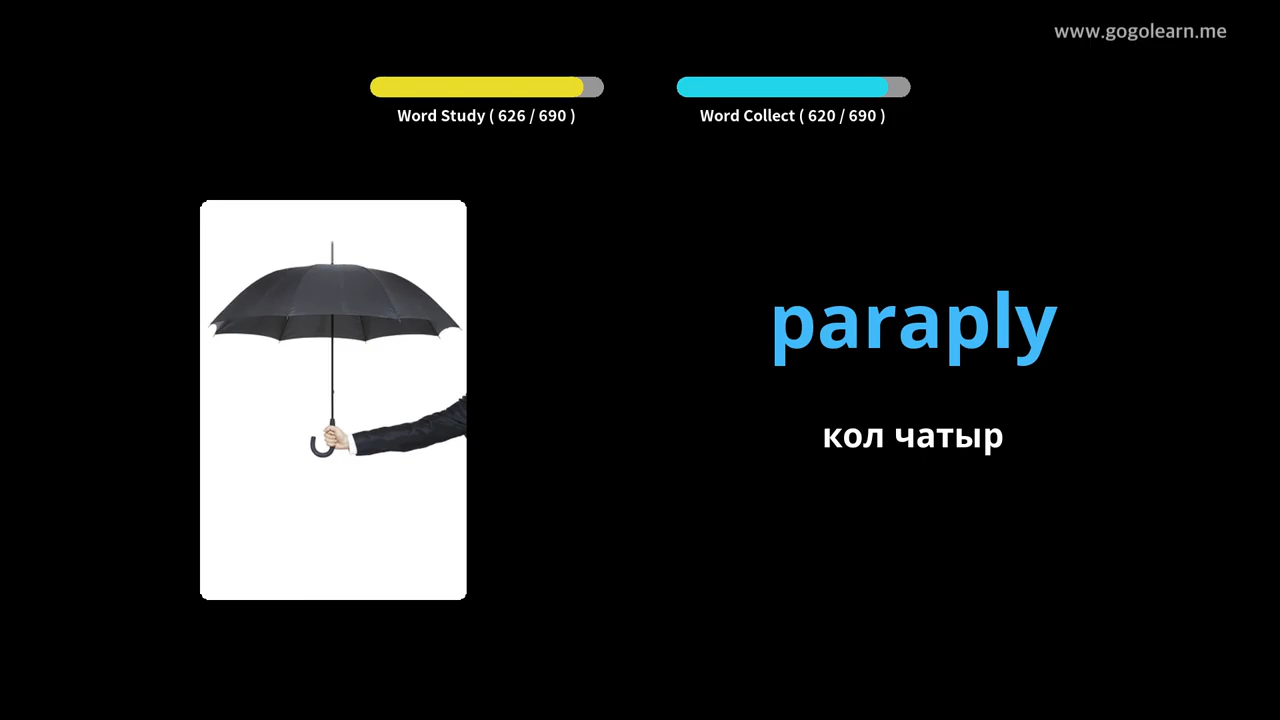 www.gogolearn.me
Word Study ( 626 / 690 )
Word Collect ( 620 / 690 )
paraply
кол чатыр